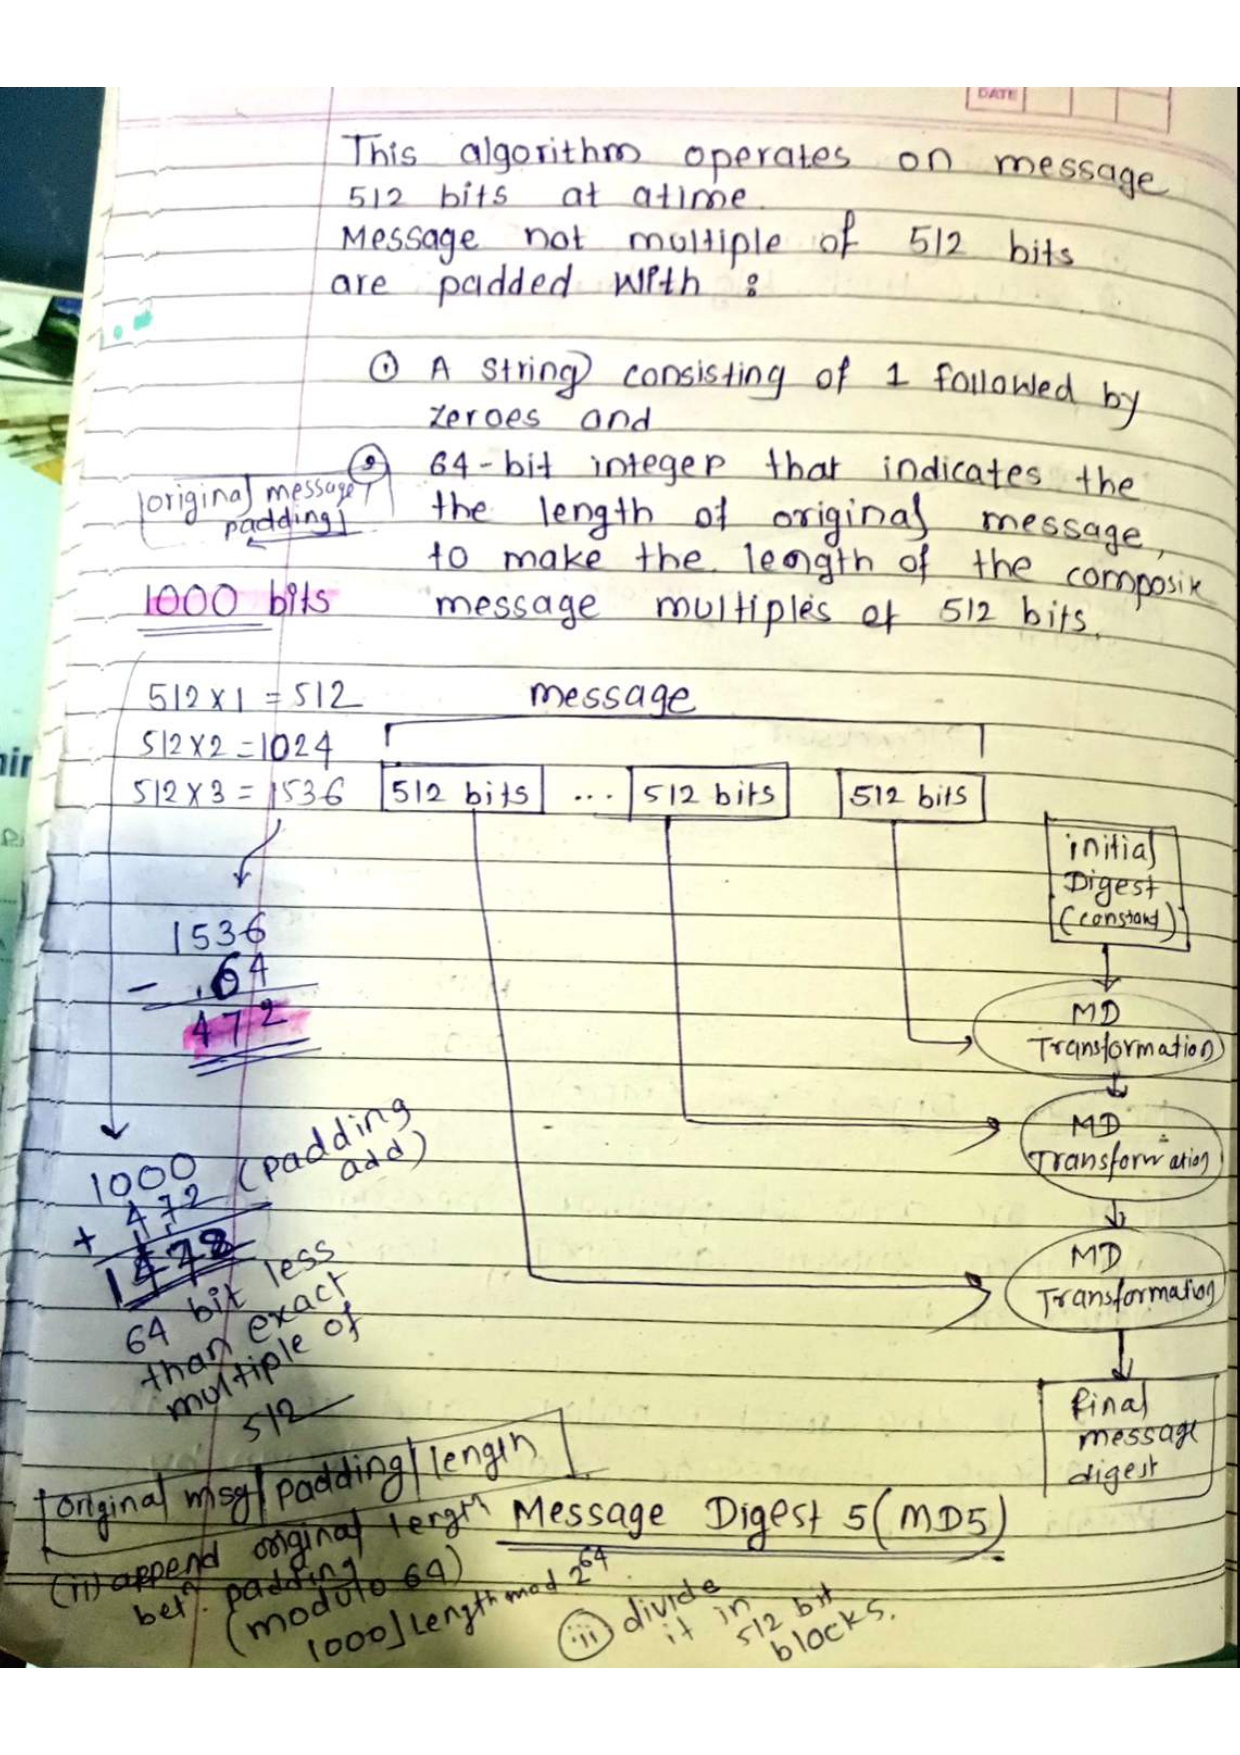 DATE
This algorithm operates on message
512 bits at atime.
Message not multiple of 512 bits
are padded with :
① A string consisting of 1 followed by
zeroes and
② 64-bit integer that indicates the
the length of original message,
to make the length of the composite
message multiples of 512 bits.
original message
padding
1000 bits
512 x 1 = 512
512 x 2 = 1024
512 x 3 = 1536
message
512 bits ... 512 bits 512 bits
initial
Digest
(constant)
MD
Transformation
MD
Transformation
MD
Transformation
final
message
digest
1536
- 64
472
1000 (padding
add)
+ 472
1472
64 bit less
than exact
multiple of
512
original msg | padding | length
Message Digest 5 (MD5)
(ii) append original length
betn. padding
(modulo 64)
1000] Length mod 2^64
(iii) divide
it in
512 bit
blocks.